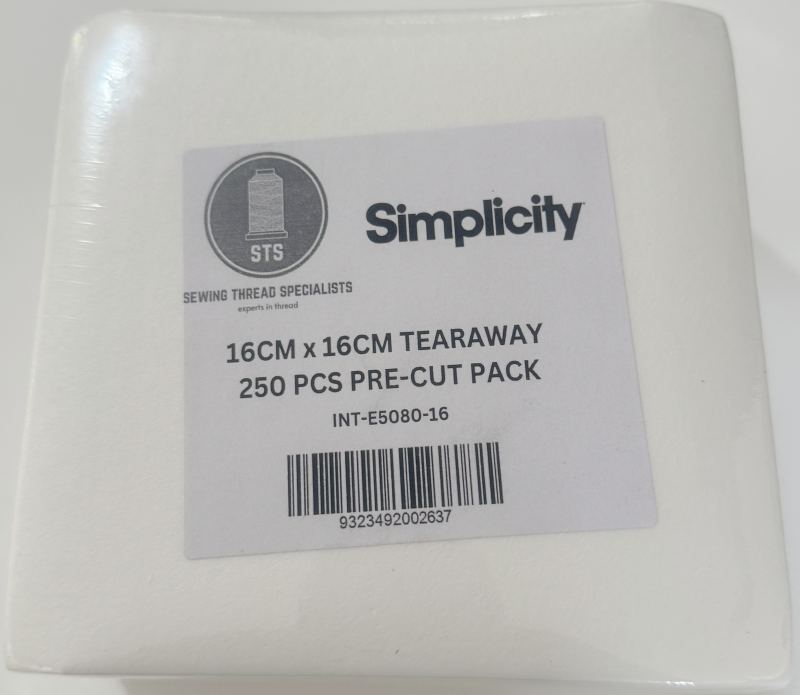 STS
SEWING THREAD SPECIALISTS
experts in thread
Simplicity
16CM x 16CM TEARAWAY
250 PCS PRE-CUT PACK
INT-E5080-16
9323492002637